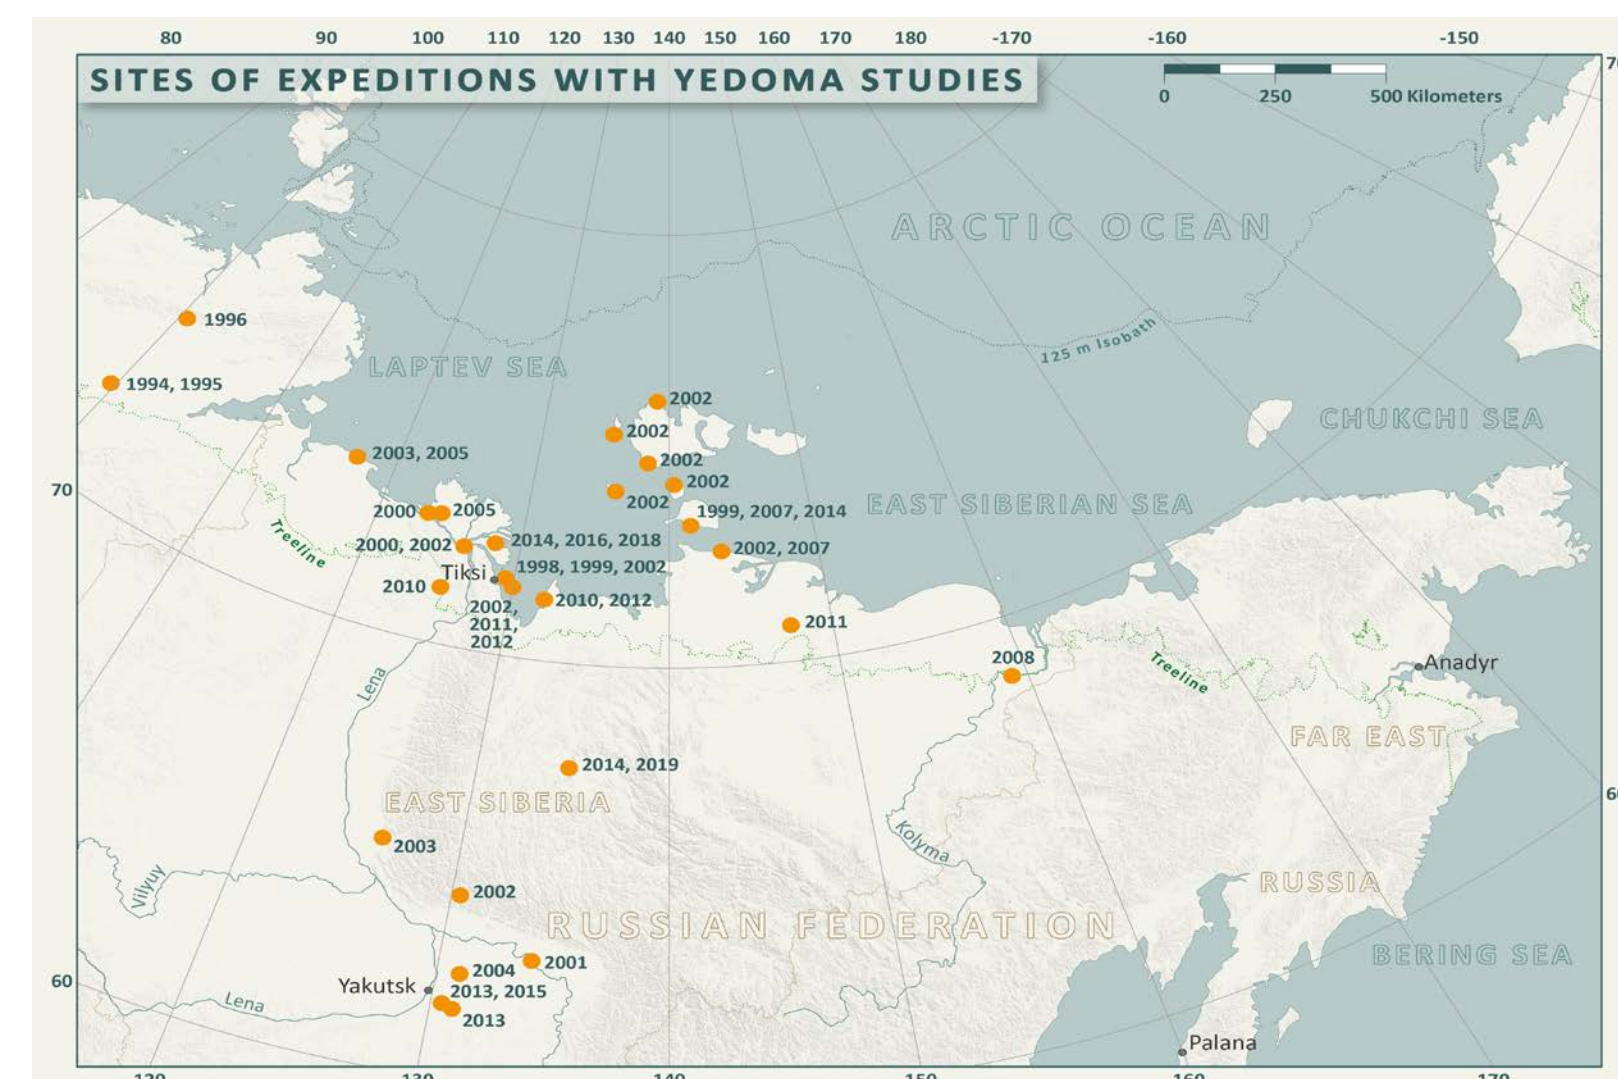 80 90 100 110 120 130 140 150 160 170 180 -170 -160 -150
SITES OF EXPEDITIONS WITH YEDOMA STUDIES
0 250 500 Kilometers
ARCTIC OCEAN
1996
125 m Isobath
LAPTEV SEA
1994, 1995
2002
CHUKCHI SEA
2002
2003, 2005
2002
2002
70
2002
EAST SIBERIAN SEA
2000
2005
1999, 2007, 2014
Treeline
2000, 2002
2014, 2016, 2018
2002, 2007
Tiksi
1998, 1999, 2002
2010
2002,
2011,
2012
2010, 2012
2011
2008
Treeline
Anadyr
Lena
FAR EAST
2014, 2019
EAST SIBERIA
Kolyma
2003
Vilyuy
RUSSIA
2002
RUSSIAN FEDERATION
BERING SEA
2001
2004
60
Yakutsk
2013, 2015
Lena
2013
Palana
130 140 150 160 170